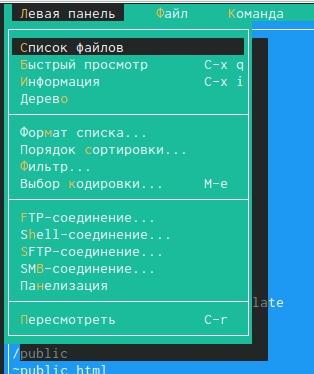 Левая панель Файл Команда
Список файлов
Быстрый просмотр C-x q
Информация C-x i
Дерево
Формат списка...
Порядок сортировки...
Фильтр...
Выбор кодировки... M-e
FTP-соединение...
Shell-соединение...
SFTP-соединение...
SMB-соединение...
Панелизация
late
Пересмотреть C-r
/public
~public_html